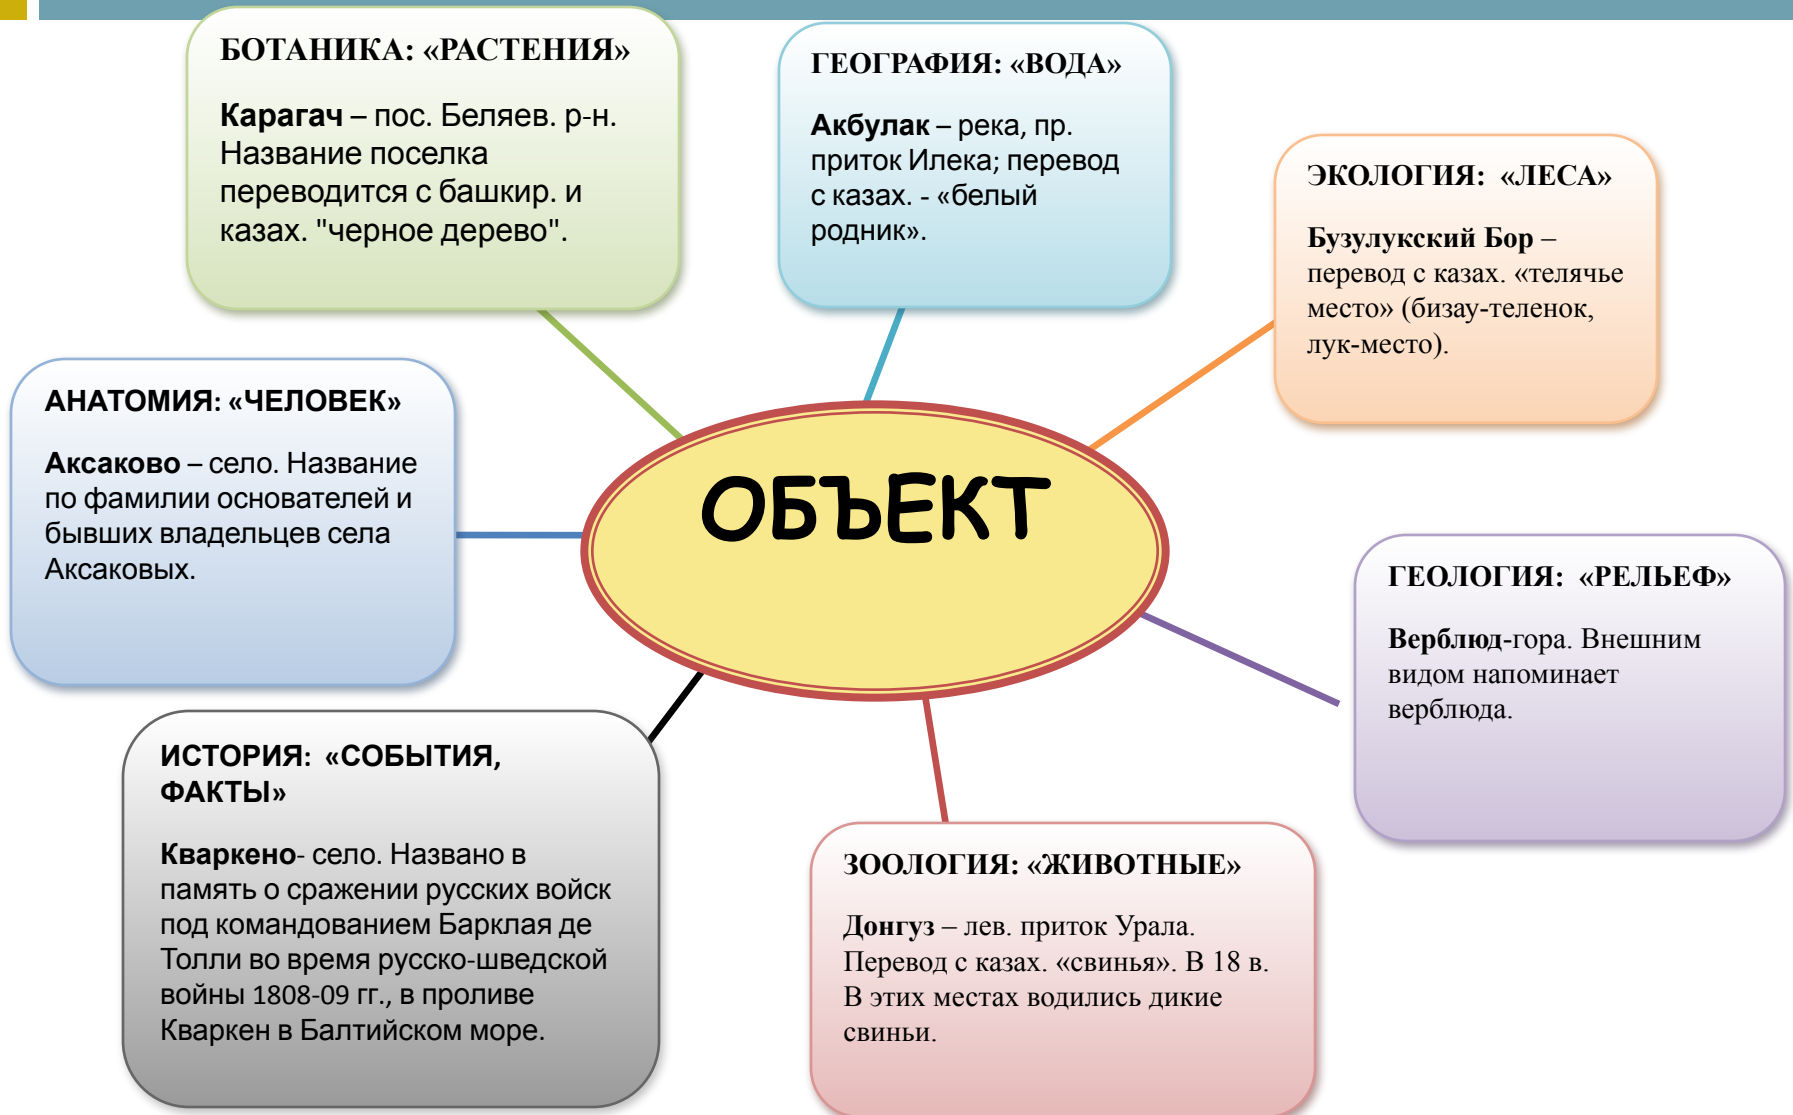 БОТАНИКА: «РАСТЕНИЯ»
Карагач – пос. Беляев. р-н.
Название поселка
переводится с башкир. и
казах. "черное дерево".
ГЕОГРАФИЯ: «ВОДА»
Акбулак – река, пр.
приток Илека; перевод
с казах. - «белый
родник».
ЭКОЛОГИЯ: «ЛЕСА»
Бузулукский Бор –
перевод с казах. «телячье
место» (бизау-теленок,
лук-место).
АНАТОМИЯ: «ЧЕЛОВЕК»
Аксаково – село. Название
по фамилии основателей и
бывших владельцев села
Аксаковых.
ОБЪЕКТ
ГЕОЛОГИЯ: «РЕЛЬЕФ»
Верблюд-гора. Внешним
видом напоминает
верблюда.
ИСТОРИЯ: «СОБЫТИЯ,
ФАКТЫ»
Кваркено- село. Названо в
память о сражении русских войск
под командованием Барклая де
Толли во время русско-шведской
войны 1808-09 гг., в проливе
Кваркен в Балтийском море.
ЗООЛОГИЯ: «ЖИВОТНЫЕ»
Донгуз – лев. приток Урала.
Перевод с казах. «свинья». В 18 в.
В этих местах водились дикие
свиньи.